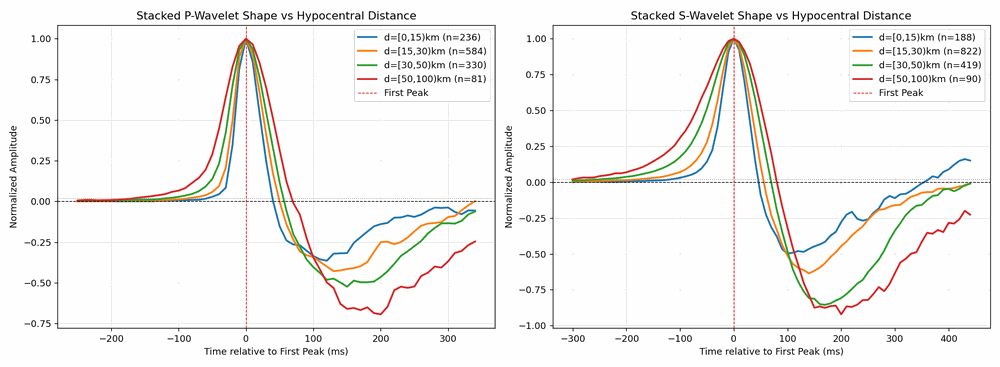 Stacked P-Wavelet Shape vs Hypocentral Distance
Normalized Amplitude
1.00
0.75
0.50
0.25
0.00
−0.25
−0.50
−0.75
d=[0,15)km (n=236)
d=[15,30)km (n=584)
d=[30,50)km (n=330)
d=[50,100)km (n=81)
First Peak
−200
−100
0
100
200
300
Time relative to First Peak (ms)
Stacked S-Wavelet Shape vs Hypocentral Distance
Normalized Amplitude
1.00
0.75
0.50
0.25
0.00
−0.25
−0.50
−0.75
−1.00
d=[0,15)km (n=188)
d=[15,30)km (n=822)
d=[30,50)km (n=419)
d=[50,100)km (n=90)
First Peak
−300
−200
−100
0
100
200
300
400
Time relative to First Peak (ms)